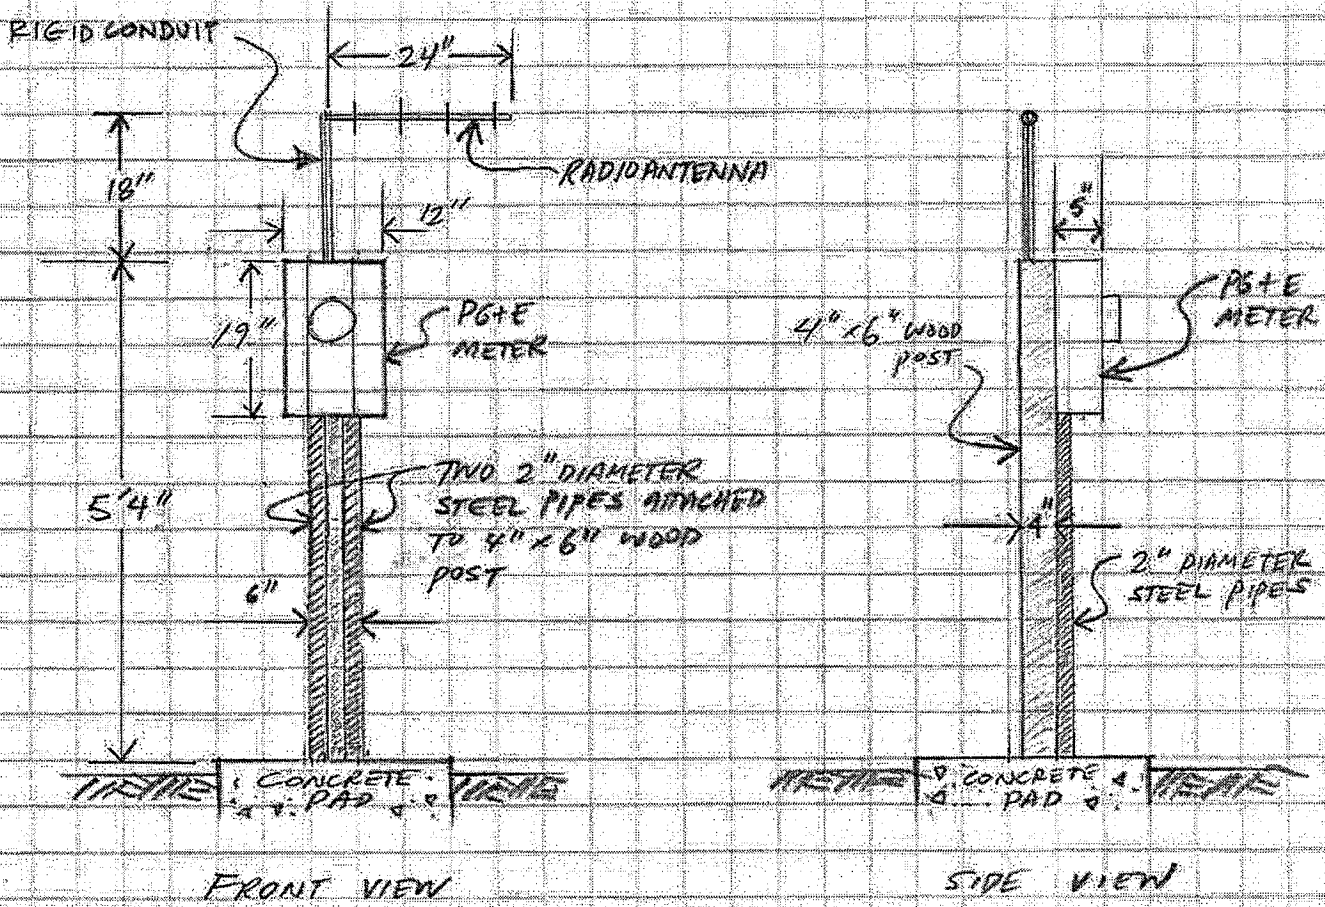 RIGID CONDUIT
24"
18"
RADIO ANTENNA
12"
5"
19"
PG+E
METER
4" x 6" WOOD
POST
PG+E
METER
5'4"
TWO 2" DIAMETER
STEEL PIPES ATTACHED
TO 4" x 6" WOOD
POST
6"
4"
2" DIAMETER
STEEL PIPES
CONCRETE
PAD
CONCRETE
PAD
FRONT VIEW
SIDE VIEW